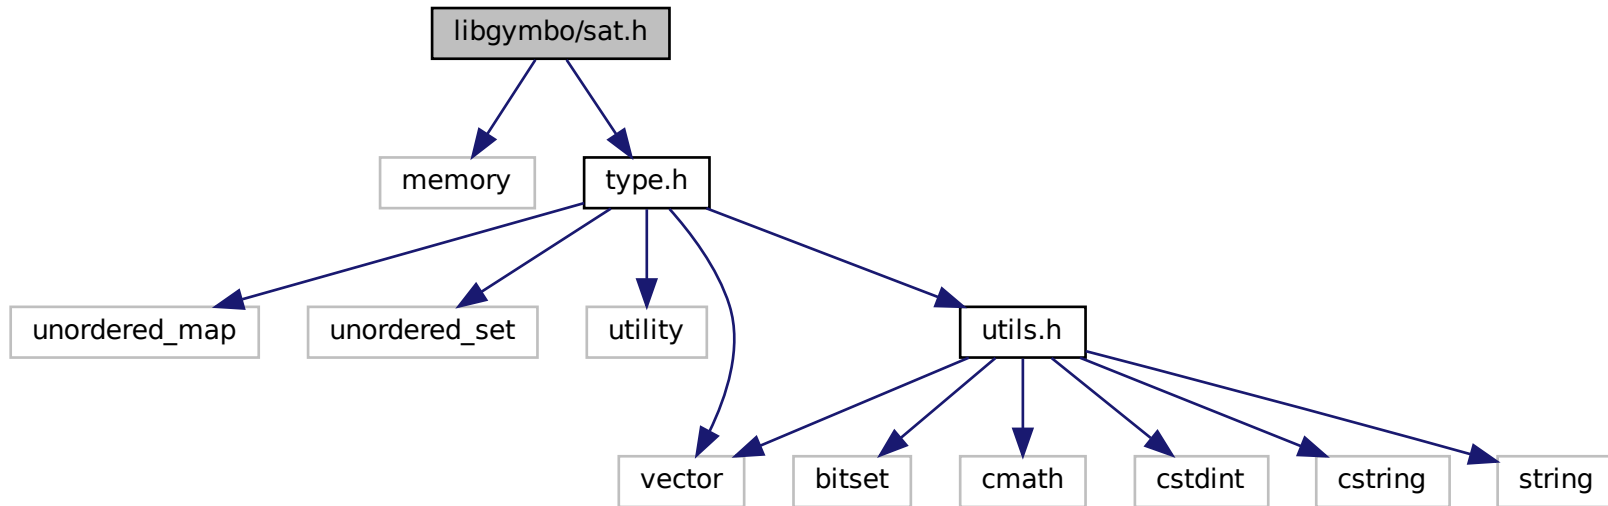 libgymbo/sat.h
memory
type.h
unordered_map
unordered_set
utility
utils.h
vector
bitset
cmath
cstdint
cstring
string